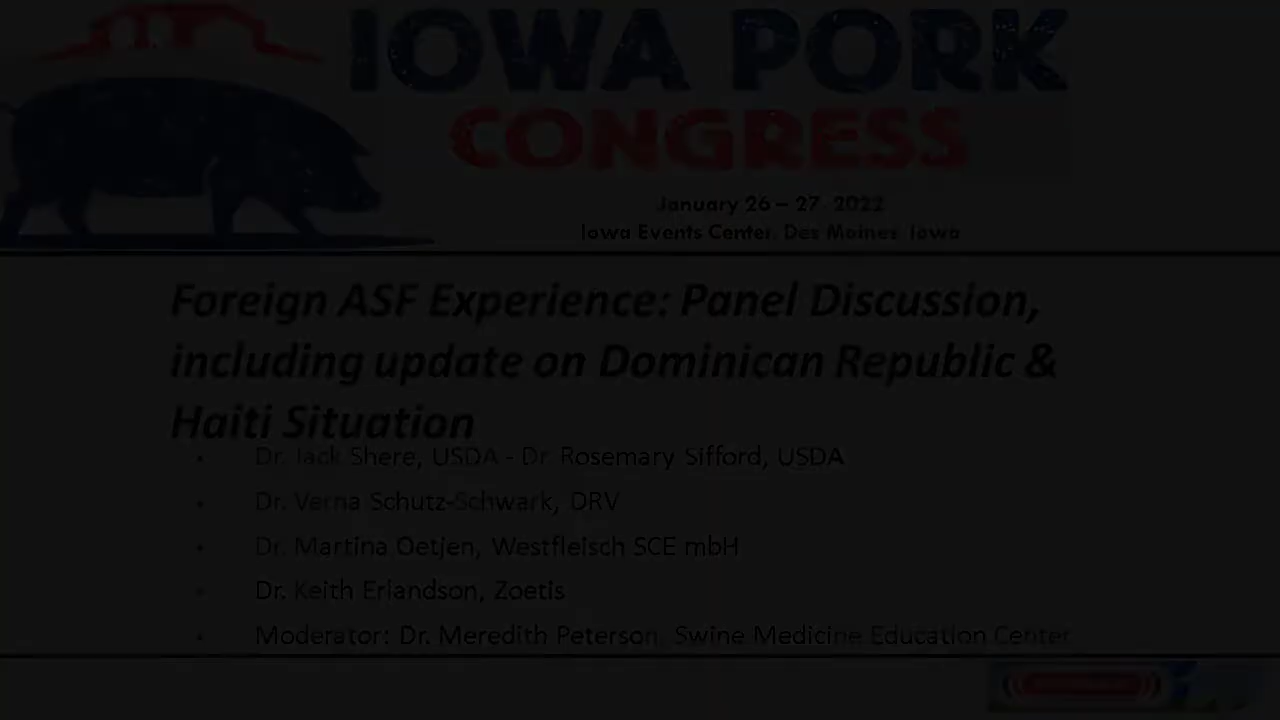 IOWA PORK
CONGRESS
January 26 – 27, 2022
Iowa Events Center, Des Moines, Iowa
Foreign ASF Experience: Panel Discussion,
including update on Dominican Republic &
Haiti Situation
• Dr. Jack Shere, USDA - Dr. Rosemary Sifford, USDA
• Dr. Verna Schutz-Schwark, DRV
• Dr. Martina Oetjen, Westfleisch SCE mbH
• Dr. Keith Erlandson, Zoetis
• Moderator: Dr. Meredith Peterson, Swine Medicine Education Center